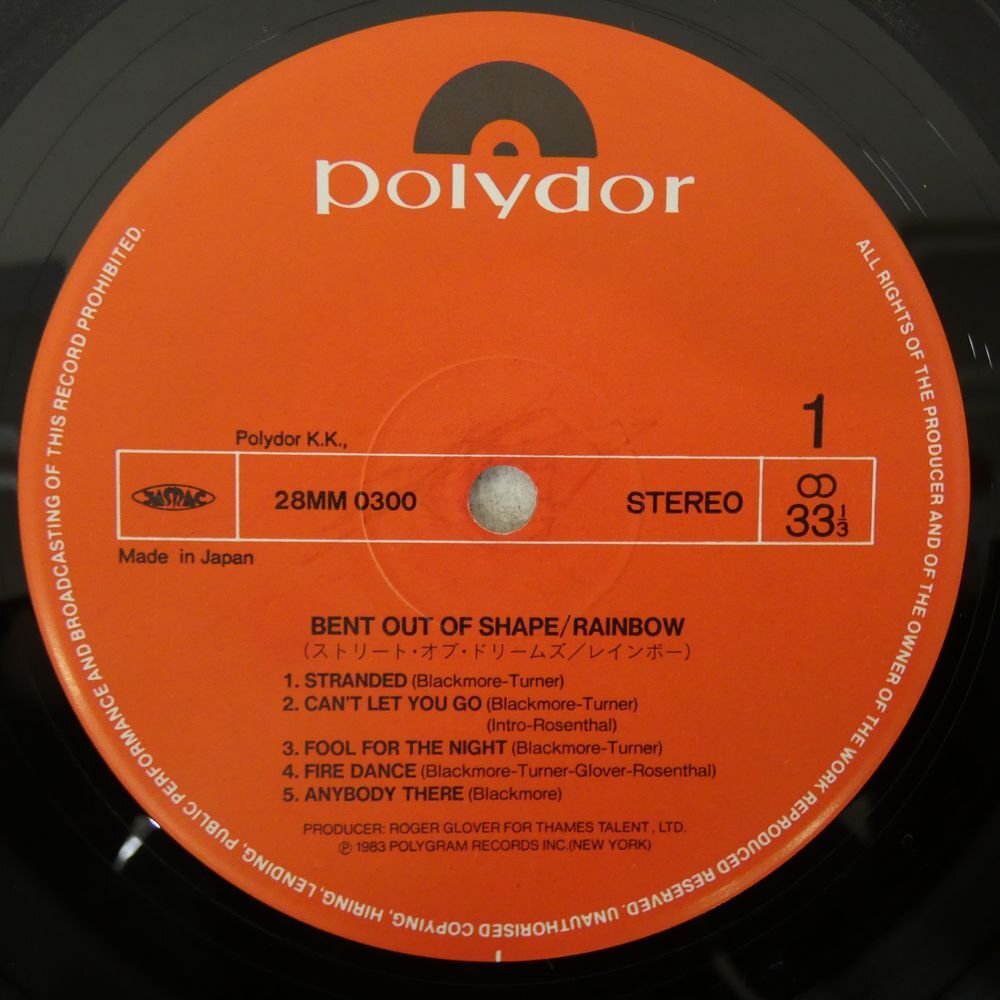 polydor
1
Polydor K.K.,
JASRAC
28MM 0300
STEREO
33 1/3
Made in Japan
BENT OUT OF SHAPE/RAINBOW
(ストリート・オブ・ドリームズ/レインボー)
1. STRANDED (Blackmore-Turner)
2. CAN'T LET YOU GO (Blackmore-Turner)
(Intro-Rosenthal)
3. FOOL FOR THE NIGHT (Blackmore-Turner)
4. FIRE DANCE (Blackmore-Turner-Glover-Rosenthal)
5. ANYBODY THERE (Blackmore)
PRODUCER: ROGER GLOVER FOR THAMES TALENT, LTD.
Ⓟ 1983 POLYGRAM RECORDS INC.(NEW YORK)
ALL RIGHTS OF THE PRODUCER AND OF THE OWNER OF THE WORK REPRODUCED RESERVED. UNAUTHORISED COPYING, HIRING, LENDING, PUBLIC PERFORMANCE AND BROADCASTING OF THIS RECORD PROHIBITED.